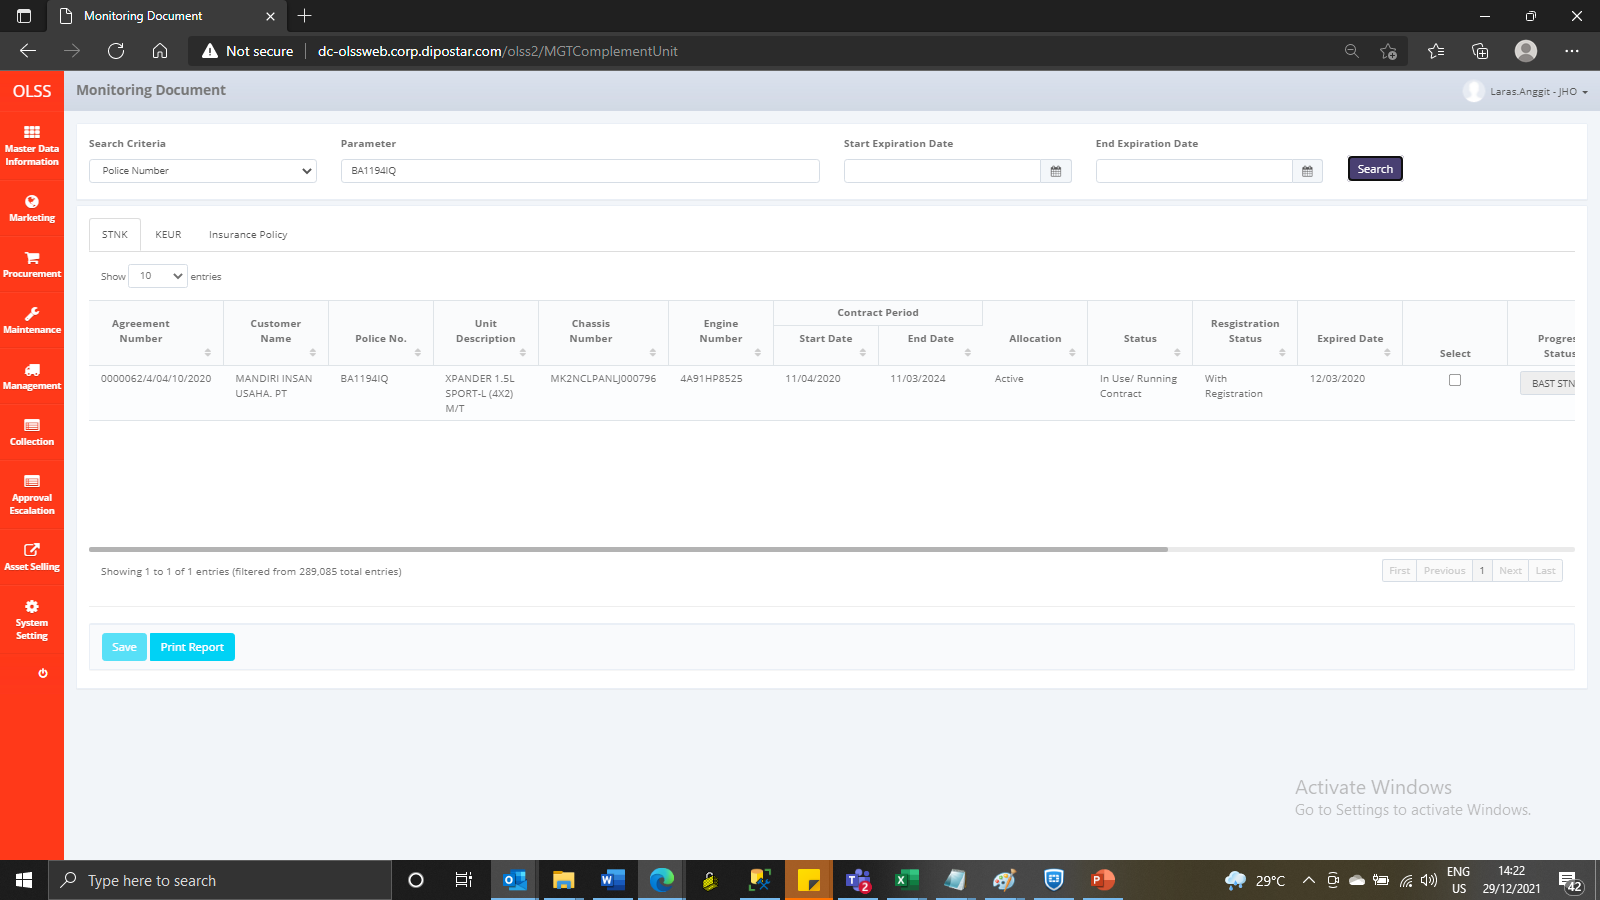 Monitoring Document
Not secure
dc-olssweb.corp.dipostar.com/olss2/MGTComplementUnit
OLSS
Monitoring Document
Laras.Anggit - JHO
Master Data
Information
Marketing
Procurement
Maintenance
Management
Collection
Approval
Escalation
Asset Selling
System
Setting
Search Criteria
Parameter
Start Expiration Date
End Expiration Date
Police Number
BA1194IQ
Search
STNK
KEUR
Insurance Policy
Show 10 entries
Agreement Number
Customer Name
Police No.
Unit Description
Chassis Number
Engine Number
Contract Period
Start Date
End Date
Allocation
Status
Resgistration Status
Expired Date
Select
Progres
Status
0000062/4/04/10/2020
MANDIRI INSAN
USAHA. PT
BA1194IQ
XPANDER 1.5L
SPORT-L (4X2)
M/T
MK2NCLPANLJ000796
4A91HP8525
11/04/2020
11/03/2024
Active
In Use/ Running
Contract
With
Registration
12/03/2020
BAST STN
Showing 1 to 1 of 1 entries (filtered from 289,085 total entries)
First Previous 1 Next Last
Save
Print Report
Activate Windows
Go to Settings to activate Windows.
Type here to search
2
29°C
ENG
US
14:22
29/12/2021
42